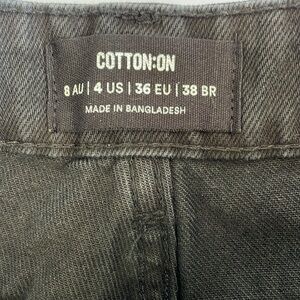 COTTON:ON
8 AU | 4 US | 36 EU | 38 BR
MADE IN BANGLADESH